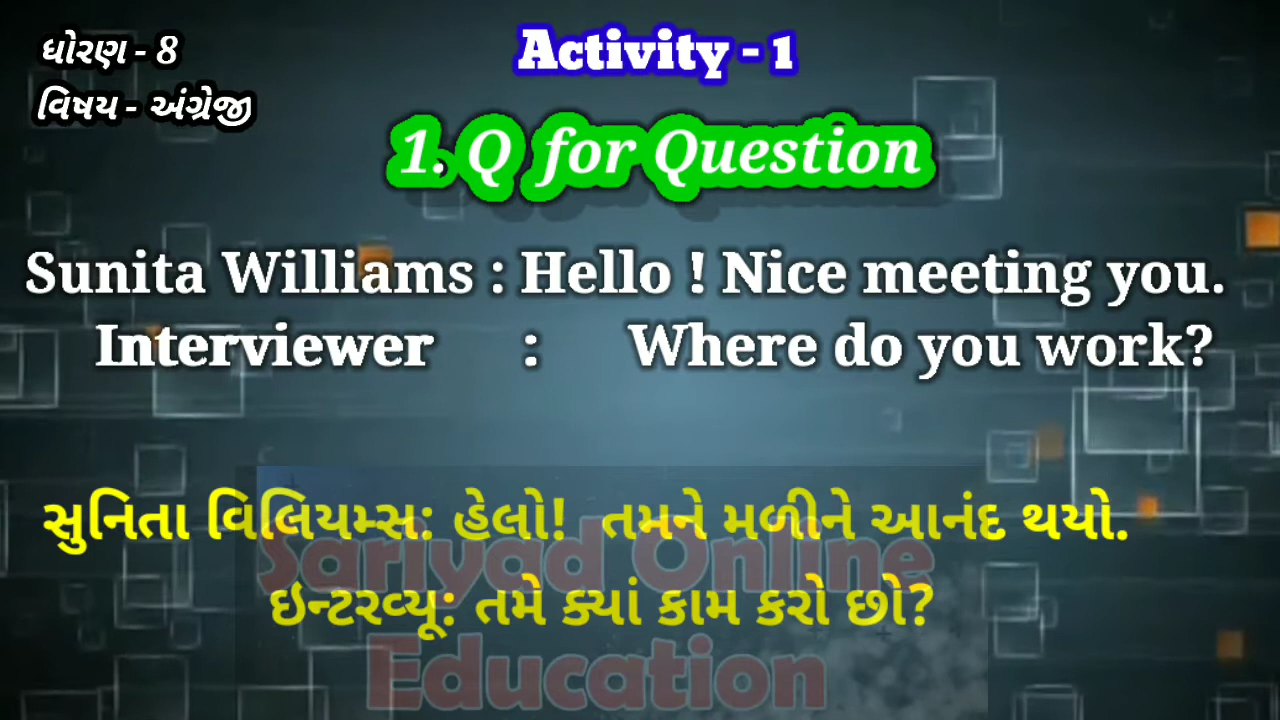 ધોરણ - 8
વિષય - અંગ્રેજી
Activity - 1
1. Q for Question
Sunita Williams : Hello ! Nice meeting you.
Interviewer : Where do you work?
સુનિતા વિલિયમ્સ: હેલો! તમને મળીને આનંદ થયો.
ઇન્ટરવ્યૂ: તમે ક્યાં કામ કરો છો?
Sariyad Online
Education